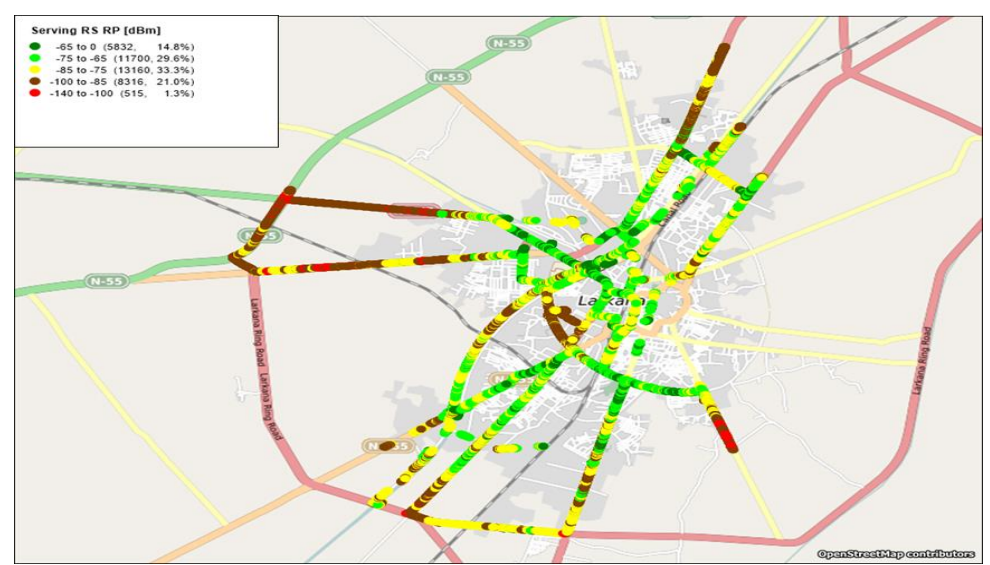 Serving RS RP [dBm]
-65 to 0 (5832, 14.8%)
-75 to -65 (11700, 29.6%)
-85 to -75 (13160, 33.3%)
-100 to -85 (8316, 21.0%)
-140 to -100 (515, 1.3%)
N-55
N-55
N-55
N-55
Larkana
Larkana Ring Road
Larkana Ring Road
Larkana Ring Road
OpenStreetMap contributors